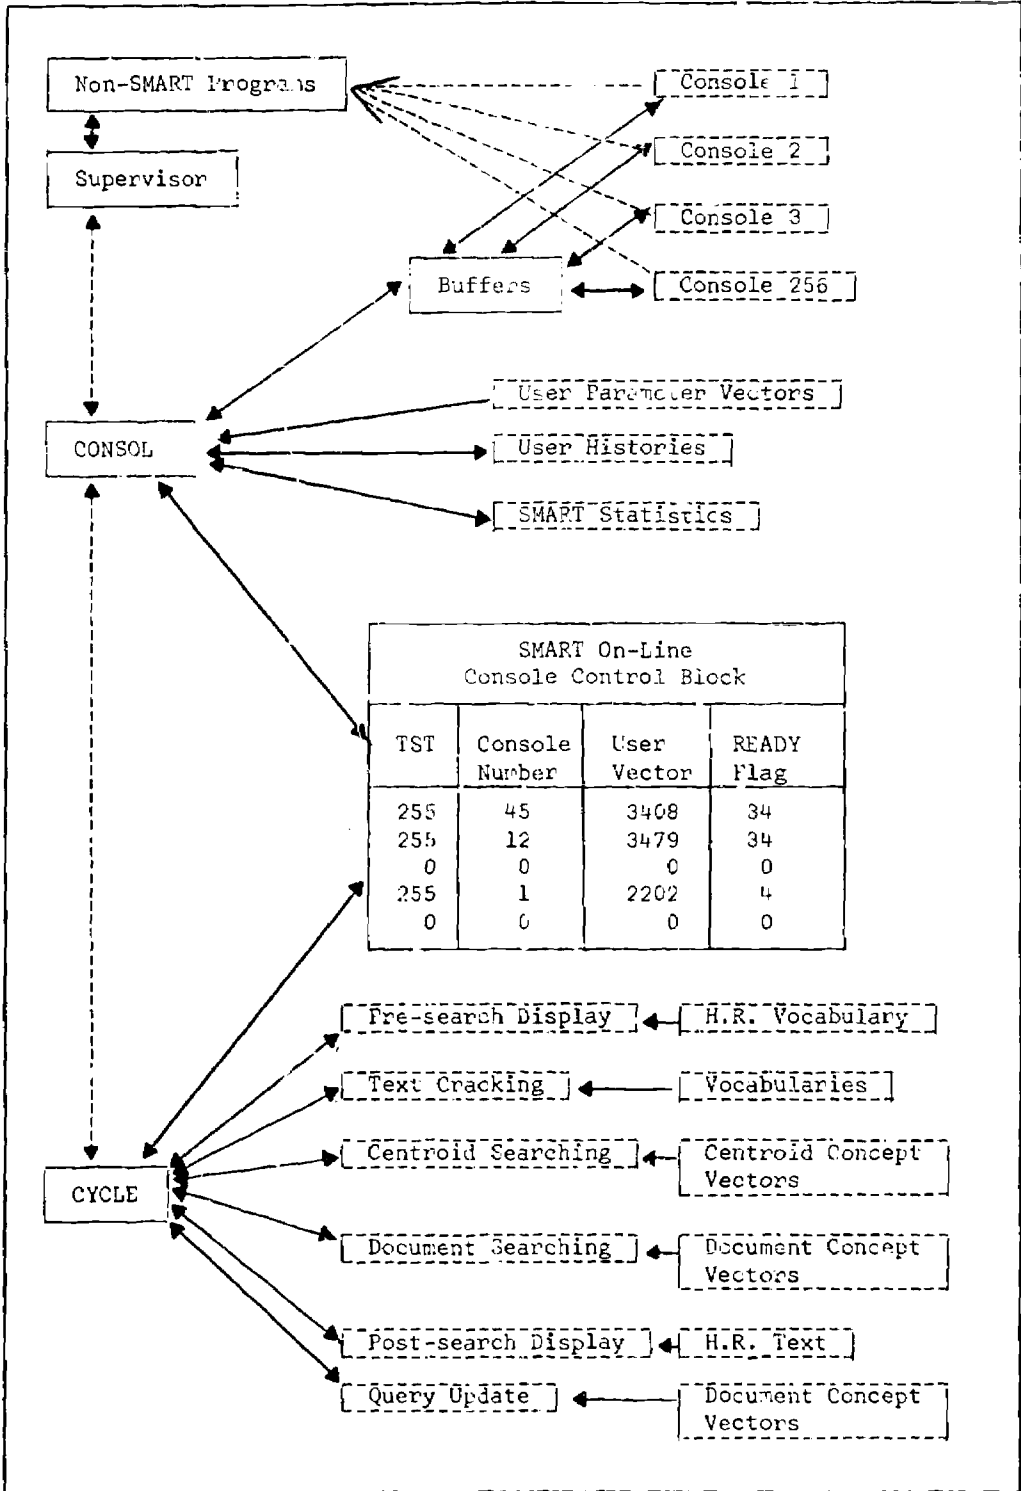 Non-SMART Programs
Console 1
Console 2
Supervisor
Console 3
Buffers
Console 256
User Parameter Vectors
CONSOL
User Histories
SMART Statistics
SMART On-Line
Console Control Block
TST Console User READY
Number Vector Flag
255 45 3408 34
255 12 3479 34
0 0 0 0
255 1 2202 4
0 0 0 0
Pre-search Display H.R. Vocabulary
Text Cracking Vocabularies
Centroid Searching Centroid Concept
Vectors
CYCLE
Document Searching Document Concept
Vectors
Post-search Display H.R. Text
Query Update Document Concept
Vectors